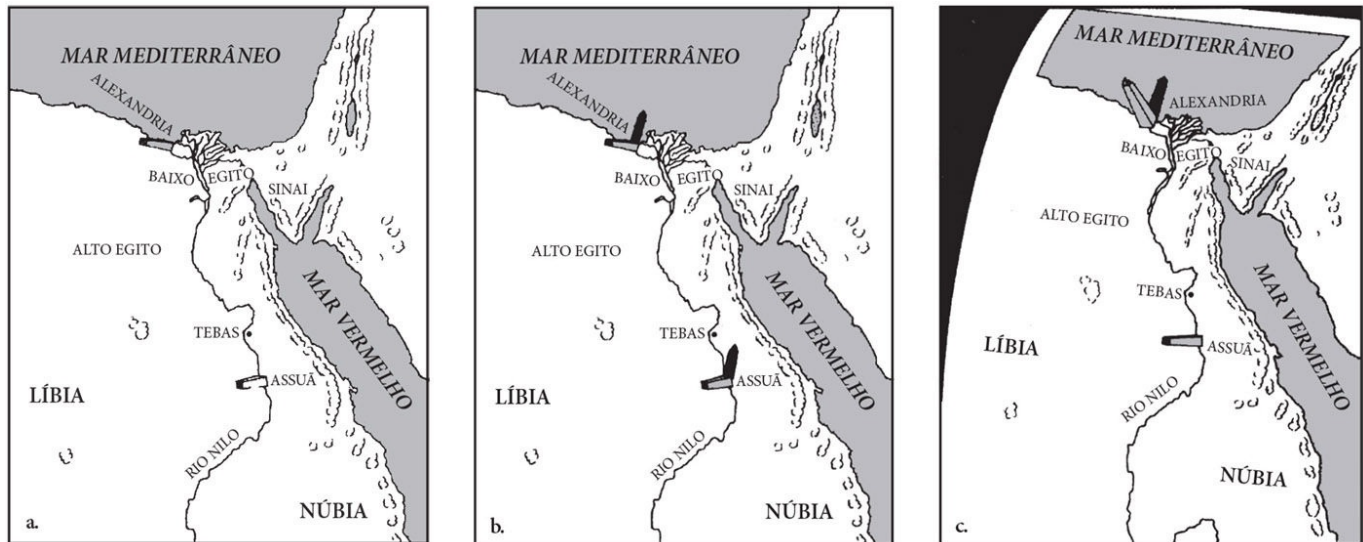 MAR MEDITERRÂNEO
ALEXANDRIA
BAIXO
EGITO
SINAI
ALTO EGITO
MAR VERMELHO
TEBAS
ASSUÃ
LÍBIA
RIO NILO
NÚBIA
a.
MAR MEDITERRÂNEO
ALEXANDRIA
BAIXO
EGITO
SINAI
ALTO EGITO
MAR VERMELHO
TEBAS
ASSUÃ
LÍBIA
RIO NILO
NÚBIA
b.
MAR MEDITERRÂNEO
ALEXANDRIA
BAIXO
EGITO
SINAI
ALTO EGITO
MAR VERMELHO
TEBAS
ASSUÃ
LÍBIA
RIO NILO
NÚBIA
c.